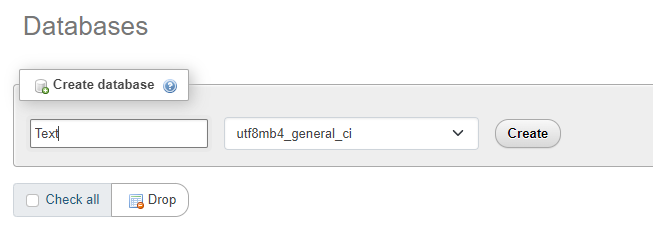 Databases
Create database
Text
utf8mb4_general_ci
Create
Check all
Drop